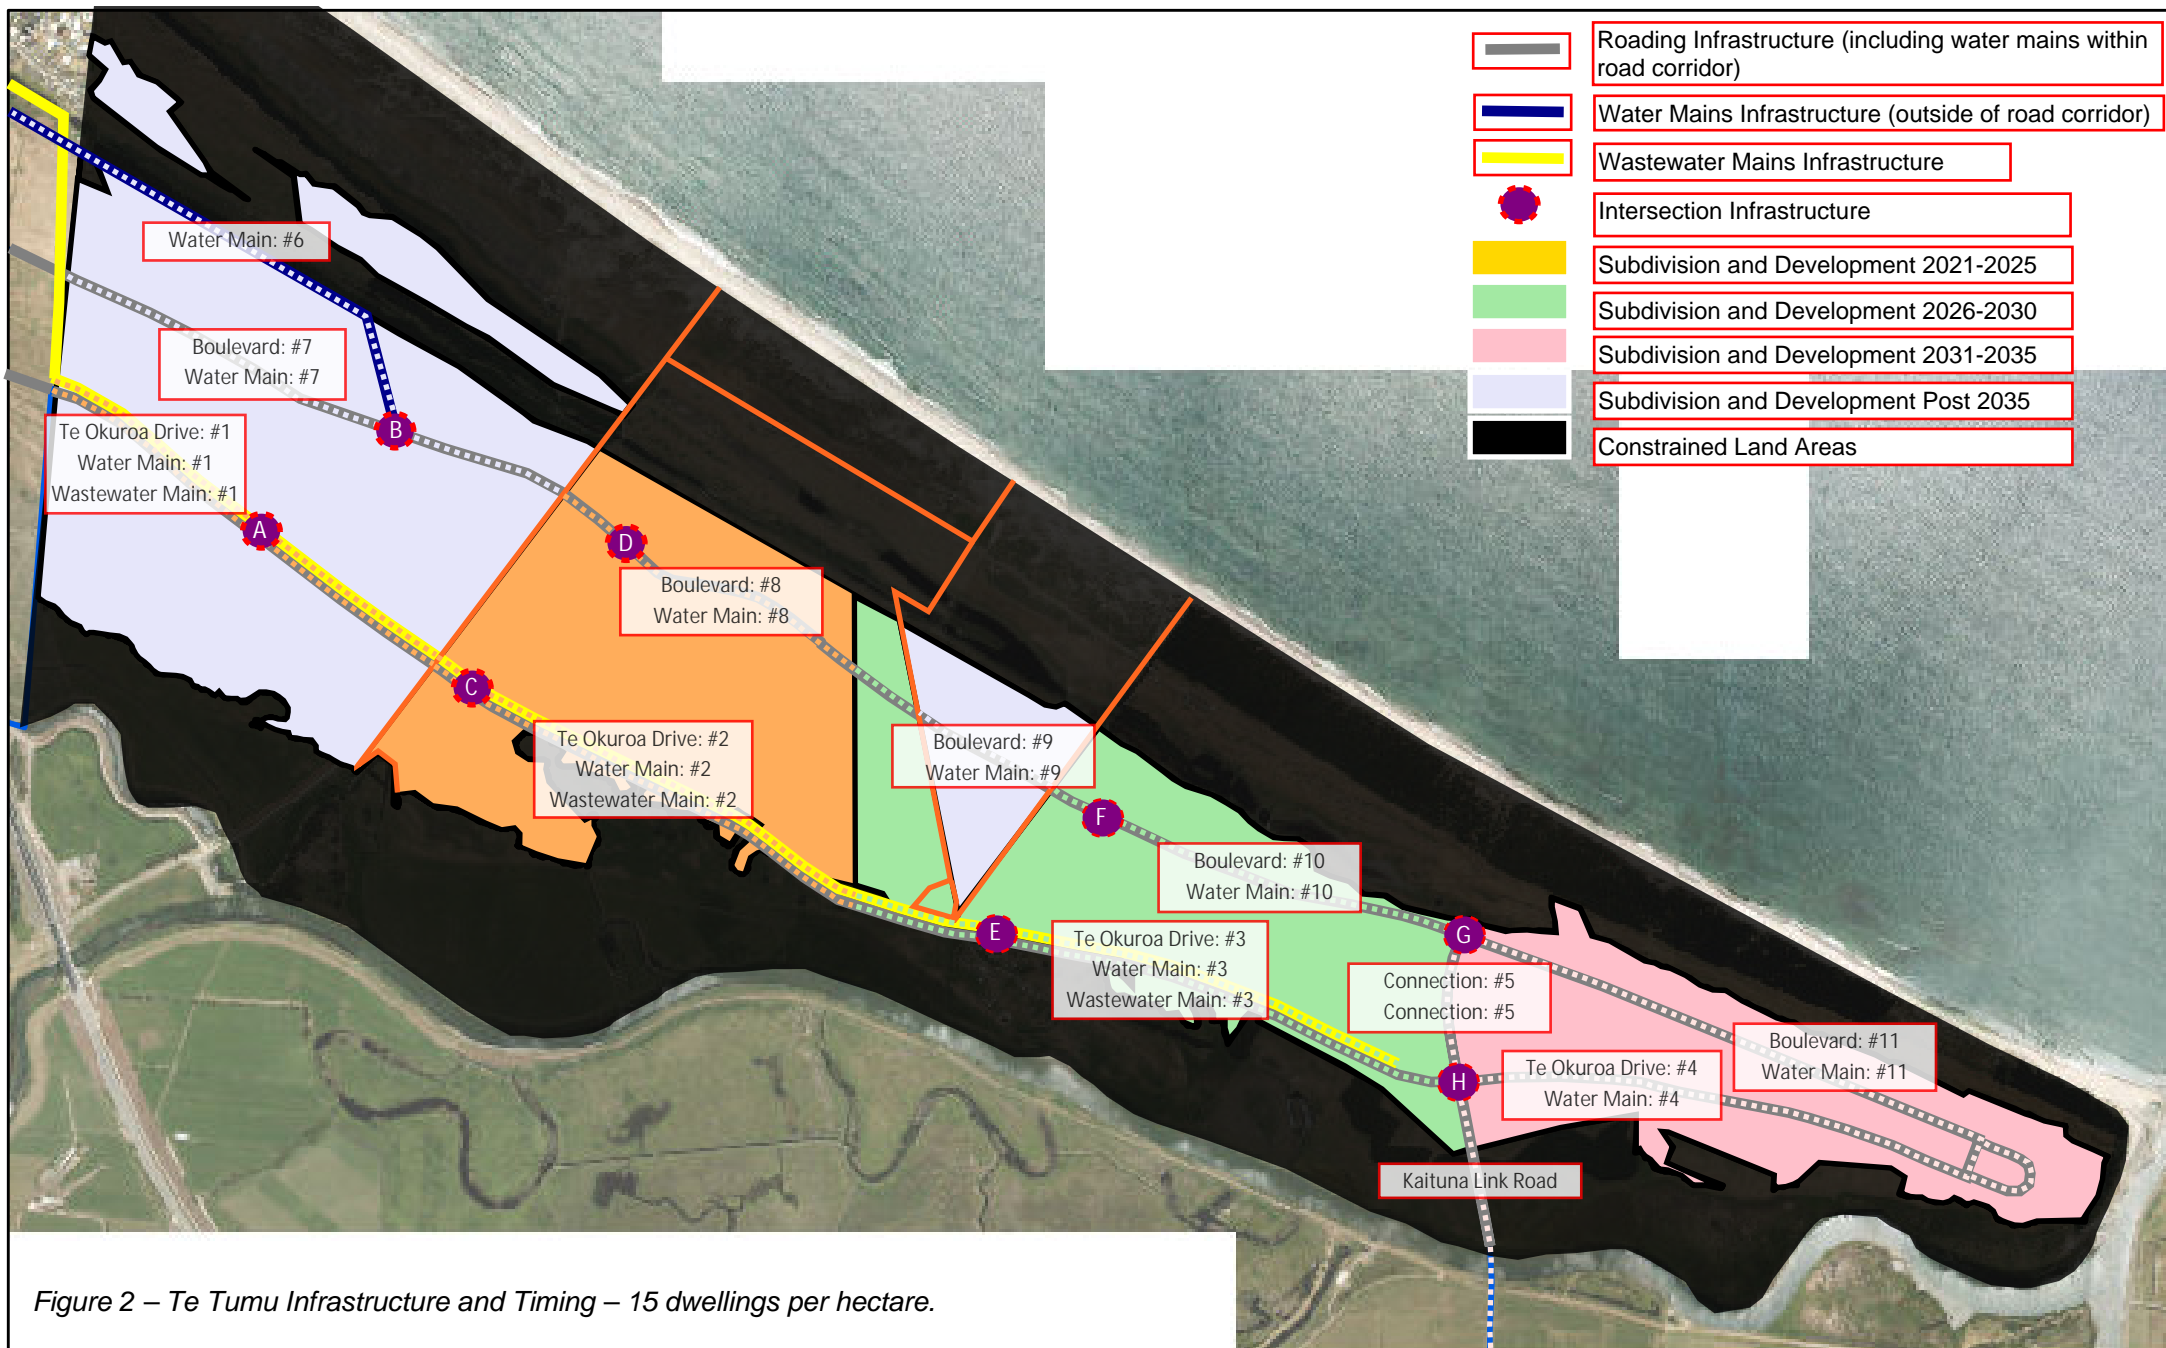 Roading Infrastructure (including water mains within
road corridor)
Water Mains Infrastructure (outside of road corridor)
Wastewater Mains Infrastructure
Intersection Infrastructure
Subdivision and Development 2021-2025
Subdivision and Development 2026-2030
Subdivision and Development 2031-2035
Subdivision and Development Post 2035
Constrained Land Areas
Water Main: #6
Boulevard: #7
Water Main: #7
Te Okuroa Drive: #1
Water Main: #1
Wastewater Main: #1
B
A
D
Boulevard: #8
Water Main: #8
C
Te Okuroa Drive: #2
Water Main: #2
Wastewater Main: #2
Boulevard: #9
Water Main: #9
F
Boulevard: #10
Water Main: #10
E
Te Okuroa Drive: #3
Water Main: #3
Wastewater Main: #3
G
Connection: #5
Connection: #5
H
Te Okuroa Drive: #4
Water Main: #4
Boulevard: #11
Water Main: #11
Kaituna Link Road
Figure 2 – Te Tumu Infrastructure and Timing – 15 dwellings per hectare.